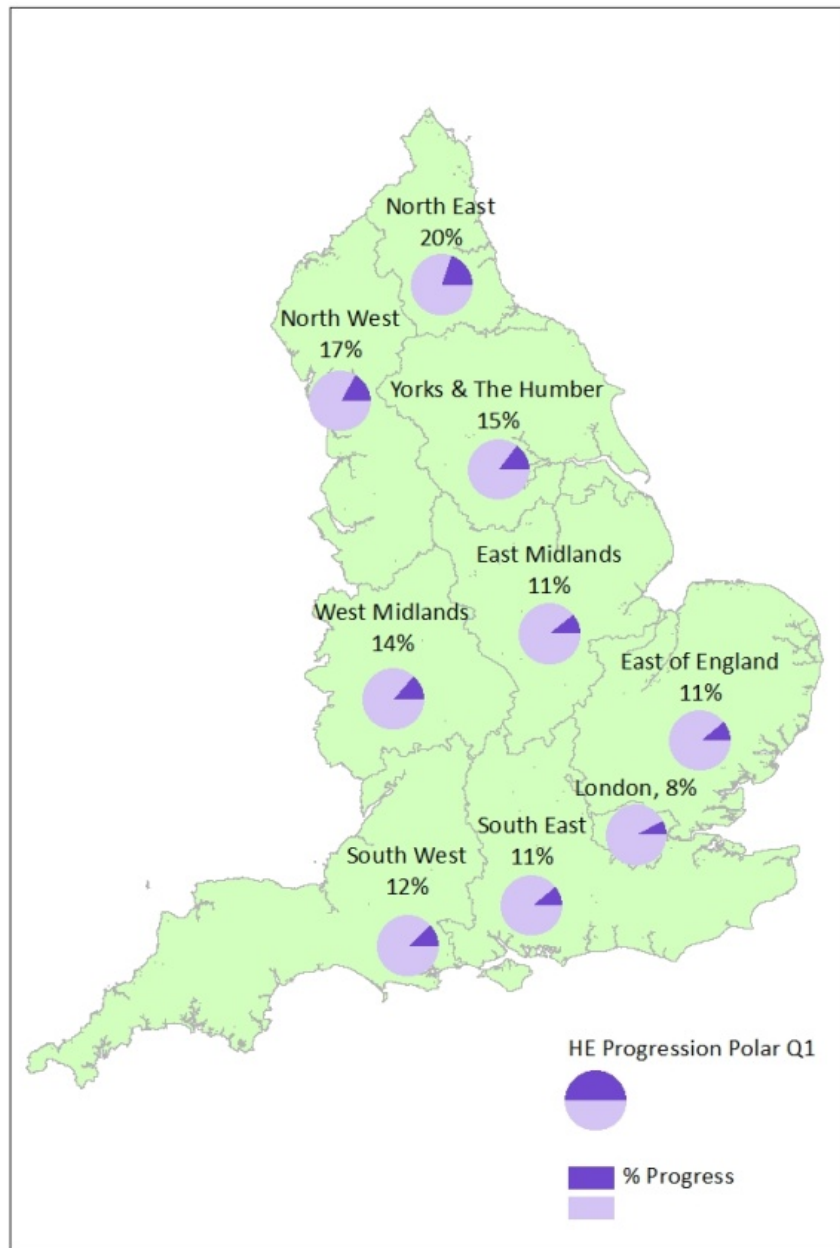 North East
20%
North West
17%
Yorks & The Humber
15%
East Midlands
11%
West Midlands
14%
East of England
11%
London, 8%
South East
11%
South West
12%
HE Progression Polar Q1
% Progress